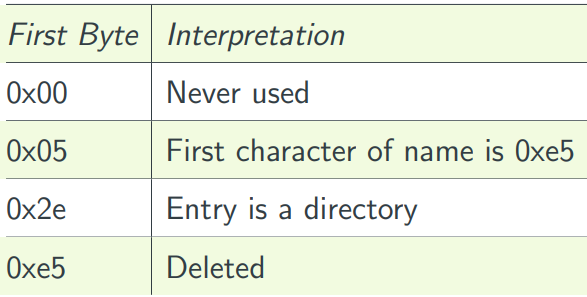 First Byte Interpretation
0x00 Never used
0x05 First character of name is 0xe5
0x2e Entry is a directory
0xe5 Deleted